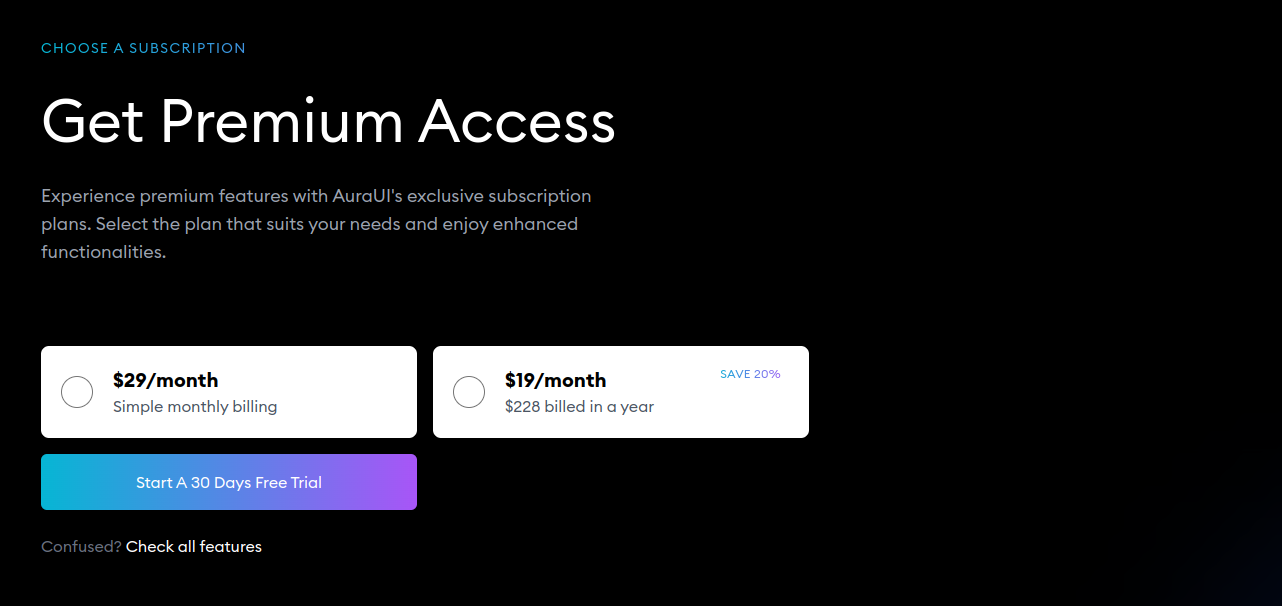 CHOOSE A SUBSCRIPTION
Get Premium Access
Experience premium features with AuraUI's exclusive subscription
plans. Select the plan that suits your needs and enjoy enhanced
functionalities.
$29/month
Simple monthly billing
$19/month
SAVE 20%
$228 billed in a year
Start A 30 Days Free Trial
Confused? Check all features